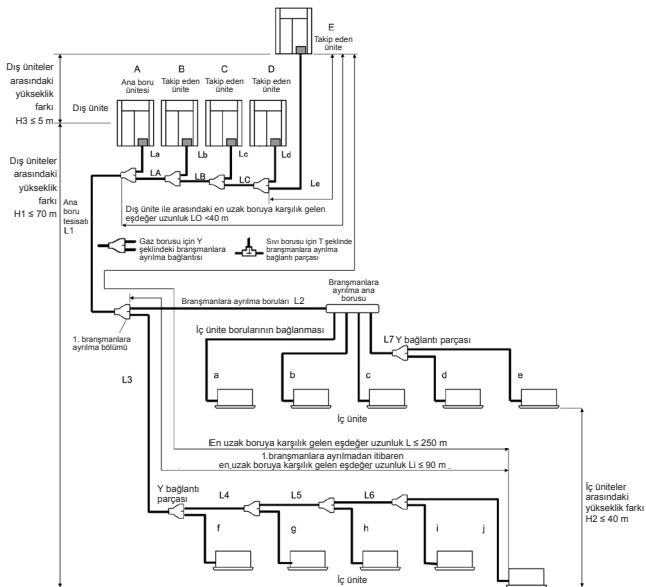 E
Takip eden
ünite
Dış üniteler
arasındaki
yükseklik
farkı
H3 ≤ 5 m
A
Ana boru
ünitesi
B
Takip eden
ünite
C
Takip eden
ünite
D
Takip eden
ünite
Dış ünite
La
Lb
Lc
Ld
Le
LA
LB
LC
Dış üniteler
arasındaki
yükseklik
farkı
H1 ≤ 70 m
Ana
boru
tesisatı
L1
Dış ünite ile arasındaki en uzak boruya karşılık gelen
eşdeğer uzunluk LO <40 m
Gaz borusu için Y
şeklindeki branşmanlara
ayrılma bağlantısı
Sıvı borusu için T şeklinde
branşmanlara ayrılma
bağlantı parçası
Branşmanlara
ayrılma ana
borusu
Branşmanlara ayrılma boruları L2
İç ünite borularının bağlanması
L7 Y bağlantı parçası
1. branşmanlara
ayrılma bölümü
L3
a
b
c
d
e
İç ünite
En uzak boruya karşılık gelen eşdeğer uzunluk L ≤ 250 m
1.branşmanlara ayrılmadan itibaren
en uzak boruya karşılık gelen eşdeğer uzunluk Li ≤ 90 m
İç üniteler
arasındaki
yükseklik farkı
H2 ≤ 40 m
Y bağlantı
parçası
L4
L5
L6
f
g
h
i
j
İç ünite